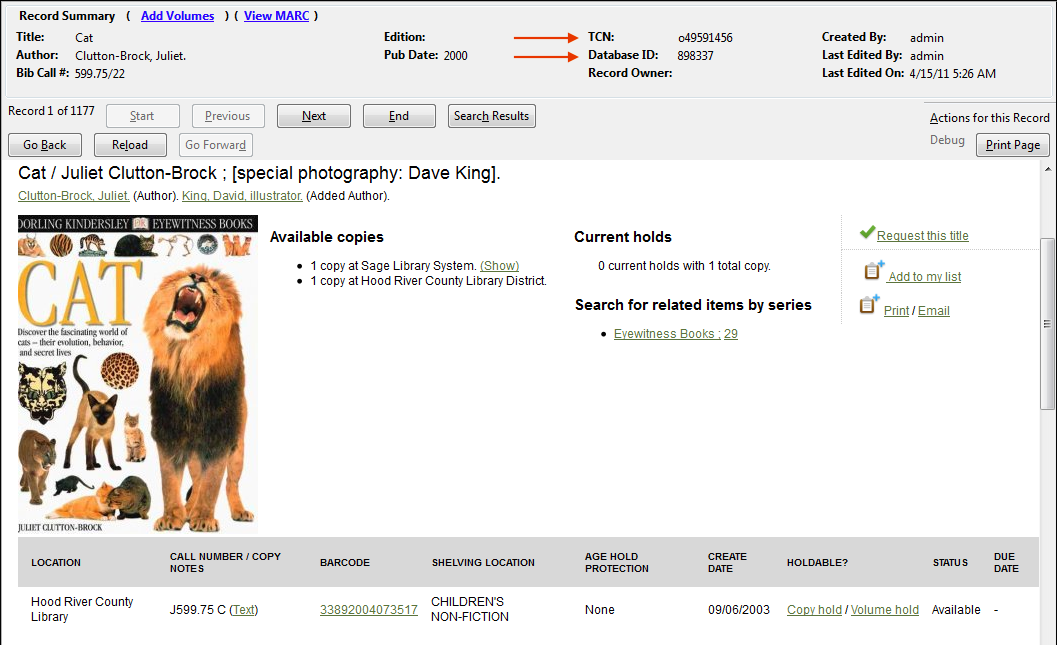 Record Summary ( Add Volumes ) ( View MARC )
Title: Cat Edition: TCN: o49591456 Created By: admin
Author: Clutton-Brock, Juliet. Pub Date: 2000 Database ID: 898337 Last Edited By: admin
Bib Call #: 599.75/22 Record Owner: Last Edited On: 4/15/11 5:26 AM
Record 1 of 1177 Start Previous Next End Search Results Actions for this Record
Go Back Reload Go Forward Debug Print Page
Cat / Juliet Clutton-Brock ; [special photography: Dave King].
Clutton-Brock, Juliet. (Author). King, David, illustrator. (Added Author).
DORLING KINDERSLEY DK EYEWITNESS BOOKS
CAT
Discover the fascinating world of
cats – their evolution, behavior,
and secret lives
JULIET CLUTTON-BROCK
Available copies
1 copy at Sage Library System. (Show)
1 copy at Hood River County Library District.
Current holds
0 current holds with 1 total copy.
Search for related items by series
Eyewitness Books ; 29
Request this title
Add to my list
Print / Email
LOCATION CALL NUMBER / COPY NOTES BARCODE SHELVING LOCATION AGE HOLD PROTECTION CREATE DATE HOLDABLE? STATUS DUE DATE
Hood River County Library J599.75 C (Text) 33892004073517 CHILDREN'S NON-FICTION None 09/06/2003 Copy hold / Volume hold Available -